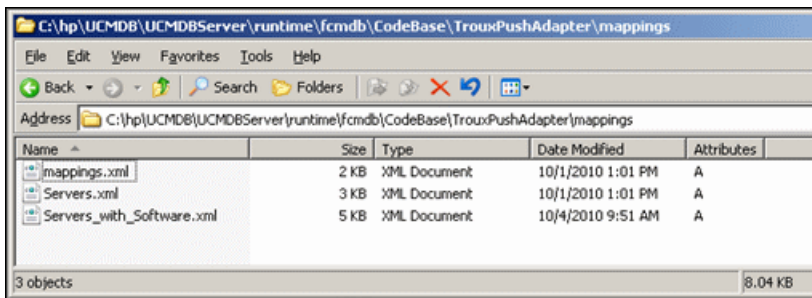 C:\hp\UCMDB\UCMDBServer\runtime\fcmdb\CodeBase\TrouxPushAdapter\mappings
File Edit View Favorites Tools Help
Back Search Folders
Address C:\hp\UCMDB\UCMDBServer\runtime\fcmdb\CodeBase\TrouxPushAdapter\mappings
Name Size Type Date Modified Attributes
mappings.xml 2 KB XML Document 10/1/2010 1:01 PM A
Servers.xml 3 KB XML Document 10/1/2010 1:01 PM A
Servers_with_Software.xml 5 KB XML Document 10/4/2010 9:51 AM A
3 objects 8.04 KB